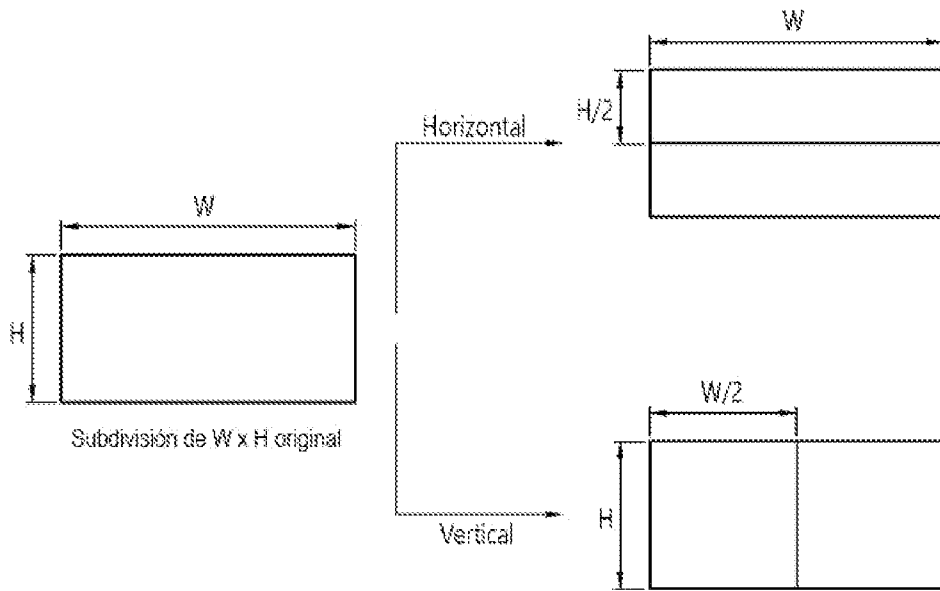 W
H
Subdivisión de W x H original
Horizontal
W
H/2
Vertical
W/2
H